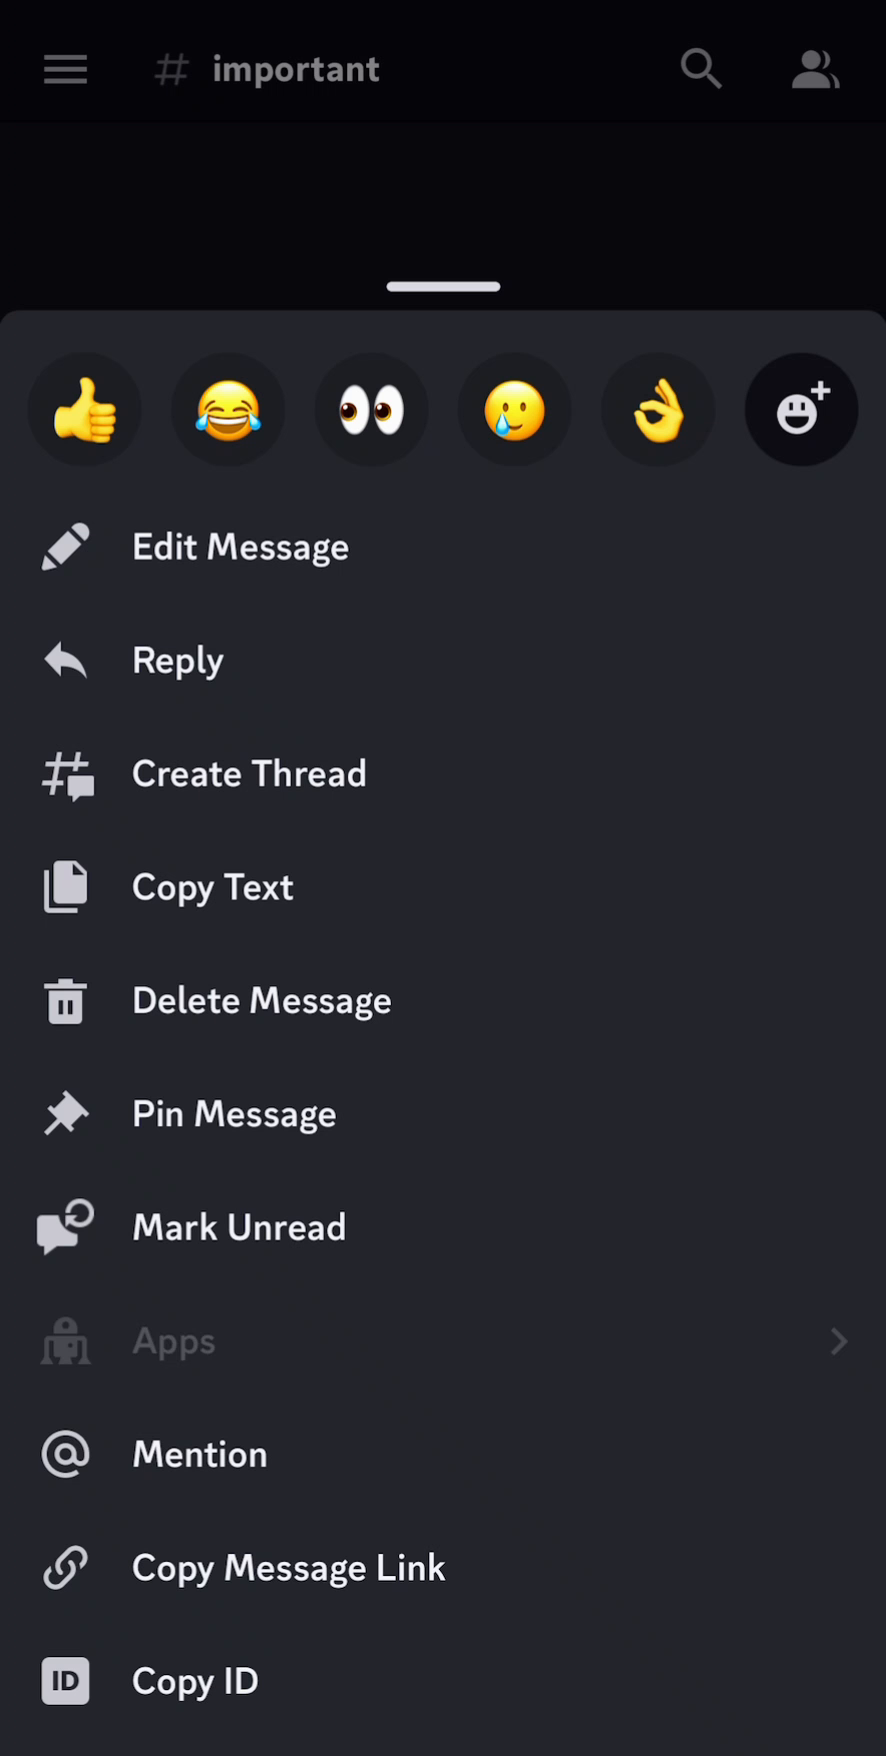 # important
Edit Message
Reply
Create Thread
Copy Text
Delete Message
Pin Message
Mark Unread
Apps
Mention
Copy Message Link
ID Copy ID